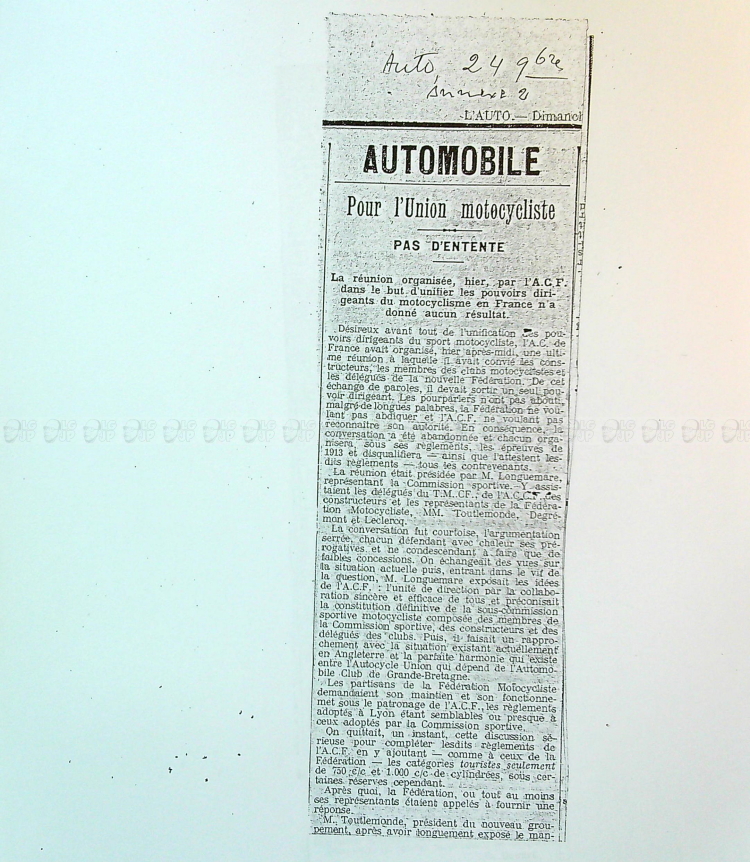 Auto 24 9bre
Annexe 2
L'AUTO. — Dimanch
AUTOMOBILE
Pour l'Union motocycliste
PAS D'ENTENTE
La réunion organisée, hier, par l'A.C.F.
dans le but d'unifier les pouvoirs diri-
geants du motocyclisme en France n'a
donné aucun résultat.
Désireux avant tout de l'unification des pou-
voirs dirigeants du sport motocycliste, l'A.C. de
France avait organisé, hier après-midi, une ulti-
me réunion à laquelle il avait convié les cons-
tructeurs, les membres des clubs motocyclistes et
les délégués de la nouvelle Fédération. De cet
échange de paroles, il devait sortir un seul pou-
voir dirigeant. Les pourparlers n'ont pas abouti
malgré de longues palabres, la Fédération ne vou-
lant pas abdiquer et l'A.C.F. ne voulant pas
reconnaître son autorité. En conséquence, la
conversation a été abandonnée et chacun orga-
nisera, sous ses règlements, les épreuves de
1913 et disqualifiera — ainsi que l'attestent les-
dits règlements — tous les contrevenants.
La réunion était présidée par M. Longuemare,
représentant la Commission sportive. Y assis-
taient les délégués du T.M.CF., de l'A.C.C.F., des
constructeurs et les représentants de la Fédéra-
tion Motocycliste, MM. Toutlemonde, Degré-
mont et Leclercq.
La conversation fut courtoise, l'argumentation
serrée, chacun défendant avec chaleur ses pré-
rogatives et ne condescendant à faire que de
faibles concessions. On échangeait des vues sur
la situation actuelle puis, entrant dans le vif de
la question, M. Longuemare exposait les idées
de l'A.C.F. : l'unité de direction par la collabo-
ration sincère et efficace de tous et préconisait
la constitution définitive de la sous-commission
sportive motocycliste composée des membres de
la Commission sportive, des constructeurs et des
délégués des clubs. Puis, il faisait un rappro-
chement avec la situation existant actuellement
en Angleterre et la parfaite harmonie qui existe
entre l'Autocycle Union qui dépend de l'Automo-
bile Club de Grande-Bretagne.
Les partisans de la Fédération Motocycliste
demandaient son maintien et son fonctionne-
met sous le patronage de l'A.C.F., les règlements
adoptés à Lyon étant semblables ou presque à
ceux adoptés par la Commission sportive.
On quittait, un instant, cette discussion sé-
rieuse pour compléter lesdits règlements de
l'A.C.F. en y ajoutant — comme à ceux de la
Fédération — les catégories touristes seulement
de 750 c/c et 1.000 c/c de cylindrées, sous cer-
taines réserves cependant.
Après quoi, la Fédération, ou tout au moins
ses représentants étaient appelés à fournir une
réponse.
M. Toutlemonde, président du nouveau grou-
pement, après avoir longuement exposé le man-